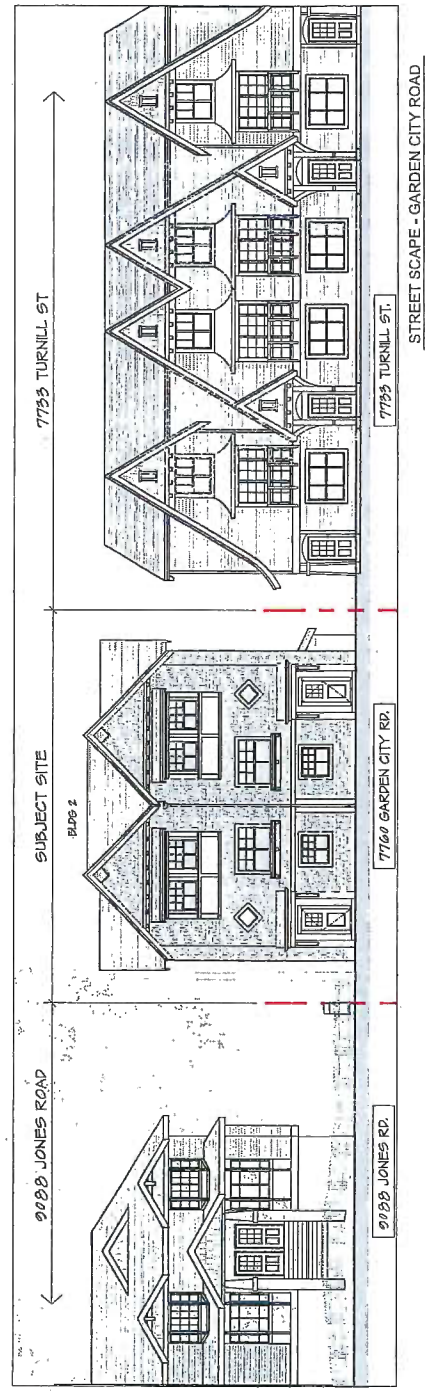 9088 JONES ROAD
SUBJECT SITE
7733 TURNILL ST
BLDG 2
9088 JONES RD.
7760 GARDEN CITY RD.
7733 TURNILL ST.
STREET SCAPE - GARDEN CITY ROAD